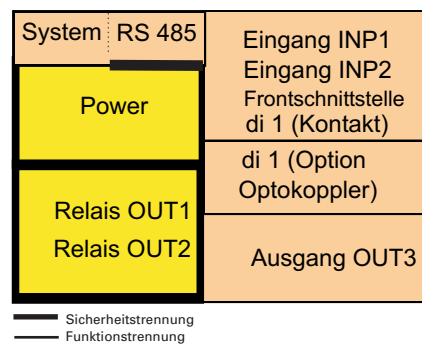 System RS 485
Power
Relais OUT1
Relais OUT2
Eingang INP1
Eingang INP2
Frontschnittstelle
di 1 (Kontakt)
di 1 (Option
Optokoppler)
Ausgang OUT3
Sicherheitstrennung
Funktionstrennung